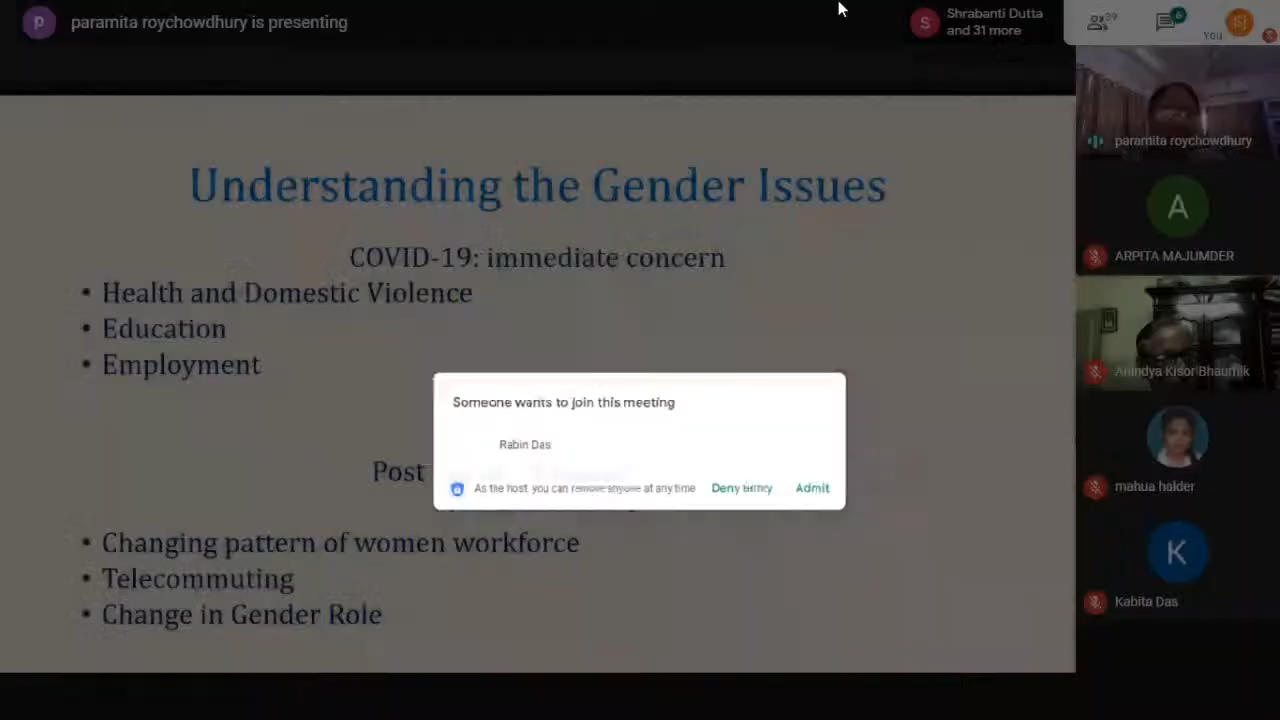 p
paramita roychowdhury is presenting
S
Shrabanti Dutta
and 31 more
39
6
You
SJ
Understanding the Gender Issues
COVID-19: immediate concern
• Health and Domestic Violence
• Education
• Employment
Post
• Changing pattern of women workforce
• Telecommuting
• Change in Gender Role
Someone wants to join this meeting
Rabin Das
As the host, you can remove anyone at any time
Deny entry
Admit
paramita roychowdhury
A
ARPITA MAJUMDER
Anindya Kisor Bhaumik
mahua halder
K
Kabita Das